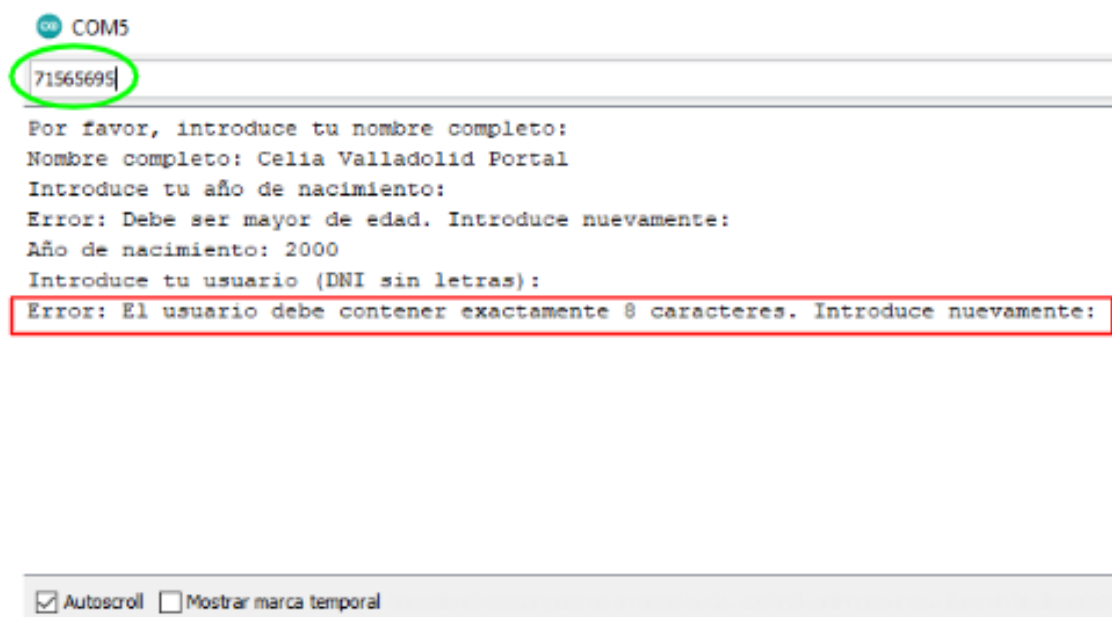 COM5
71565695
Por favor, introduce tu nombre completo:
Nombre completo: Celia Valladolid Portal
Introduce tu año de nacimiento:
Error: Debe ser mayor de edad. Introduce nuevamente:
Año de nacimiento: 2000
Introduce tu usuario (DNI sin letras):
Error: El usuario debe contener exactamente 8 caracteres. Introduce nuevamente:
Autoscroll Mostrar marca temporal